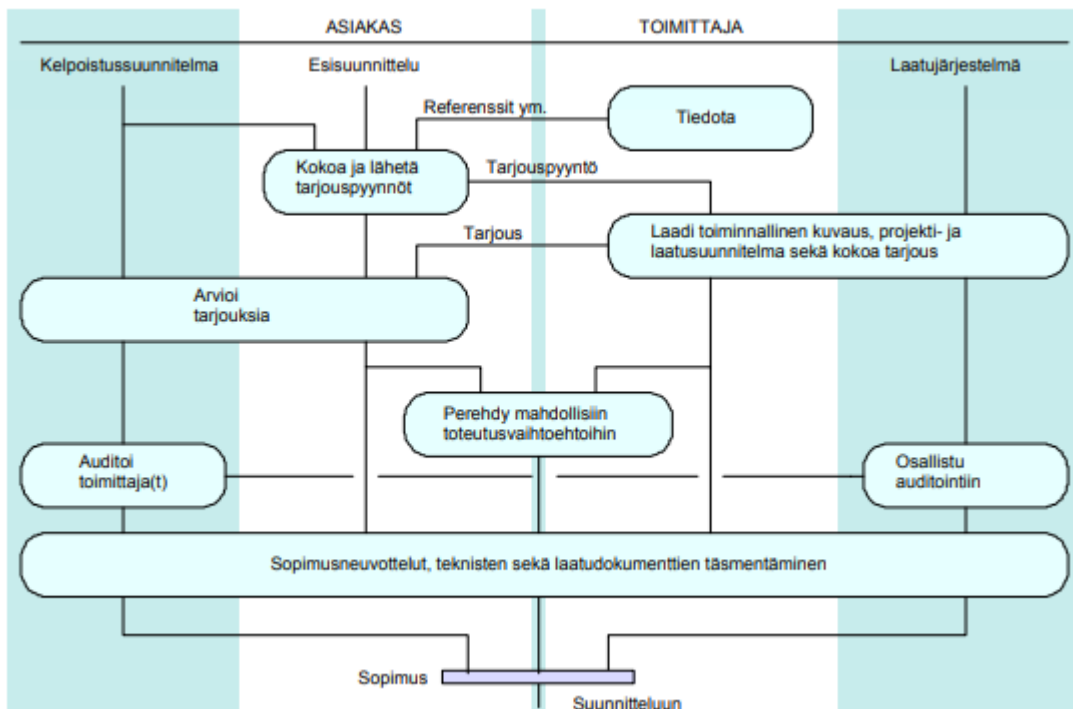 ASIAKAS
TOIMITTAJA
Kelpoistussuunnitelma
Esisuunnittelu
Laatujärjestelmä
Referenssit ym.
Tiedota
Kokoa ja lähetä
tarjouspyynnöt
Tarjouspyyntö
Laadi toiminnallinen kuvaus, projekti- ja
laatusuunnitelma sekä kokoa tarjous
Tarjous
Arvioi
tarjouksia
Perehdy mahdollisiin
toteutusvaihtoehtoihin
Auditoi
toimittaja(t)
Osallistu
auditointiin
Sopimusneuvottelut, teknisten sekä laatudokumenttien täsmentäminen
Sopimus
Suunnitteluun